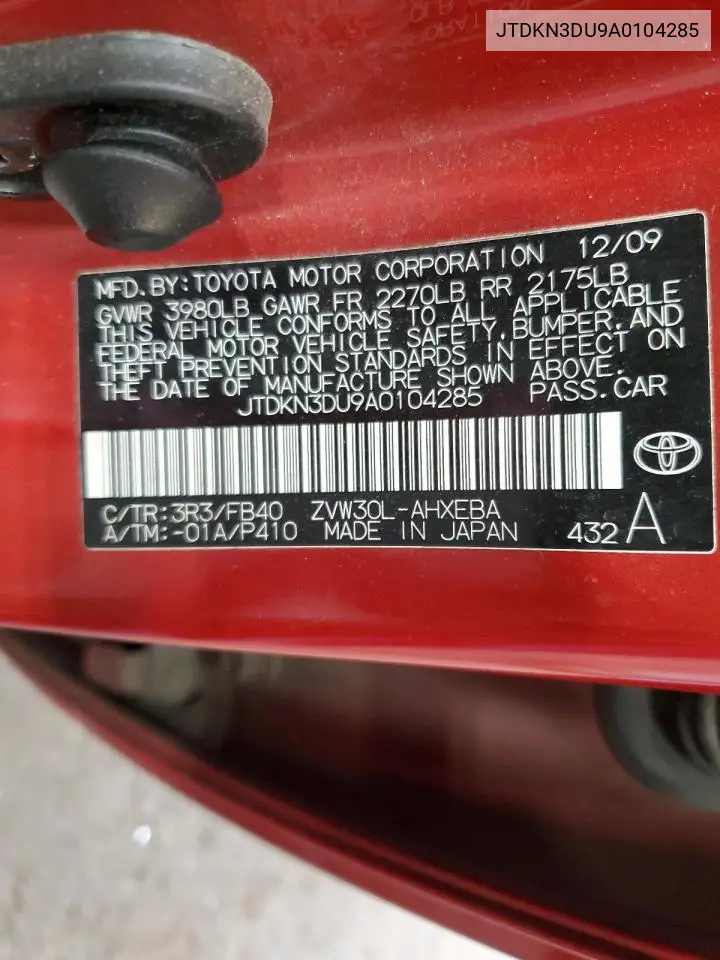 JTDKN3DU9A0104285
MFD. BY: TOYOTA MOTOR CORPORATION 12/09
GVWR 3980LB GAWR FR 2270LB RR 2175LB
THIS VEHICLE CONFORMS TO ALL APPLICABLE
FEDERAL MOTOR VEHICLE SAFETY, BUMPER, AND
THEFT PREVENTION STANDARDS IN EFFECT ON
THE DATE OF MANUFACTURE SHOWN ABOVE.
JTDKN3DU9A0104285 PASS. CAR
C/TR: 3R3/FB40 ZVW30L-AHXEBA
A/TM: -01A/P410 MADE IN JAPAN 432 A